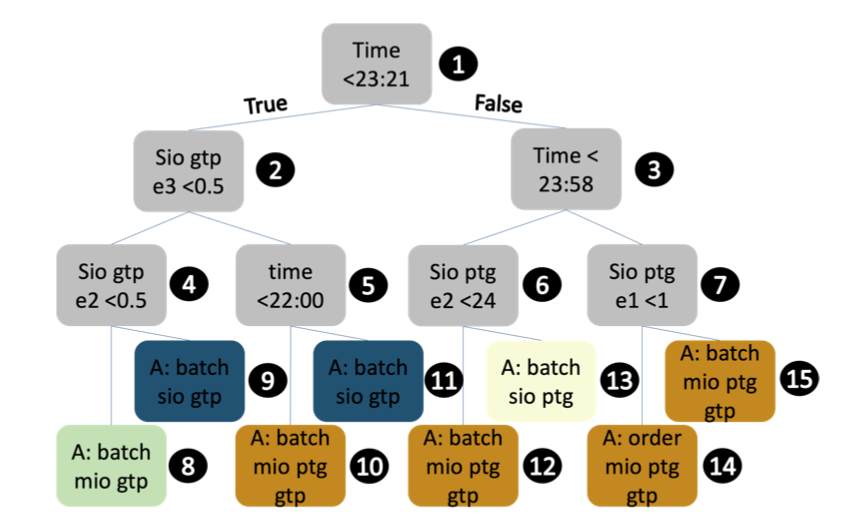 Time
<23:21
1
True
False
Sio gtp
e3 <0.5
2
Time <
23:58
3
Sio gtp
e2 <0.5
4
time
<22:00
5
Sio ptg
e2 <24
6
Sio ptg
e1 <1
7
A: batch
sio gtp
9
A: batch
sio gtp
11
A: batch
sio ptg
13
A: batch
mio ptg
gtp
15
A: batch
mio gtp
8
A: batch
mio ptg
gtp
10
A: batch
mio ptg
gtp
12
A: order
mio ptg
gtp
14